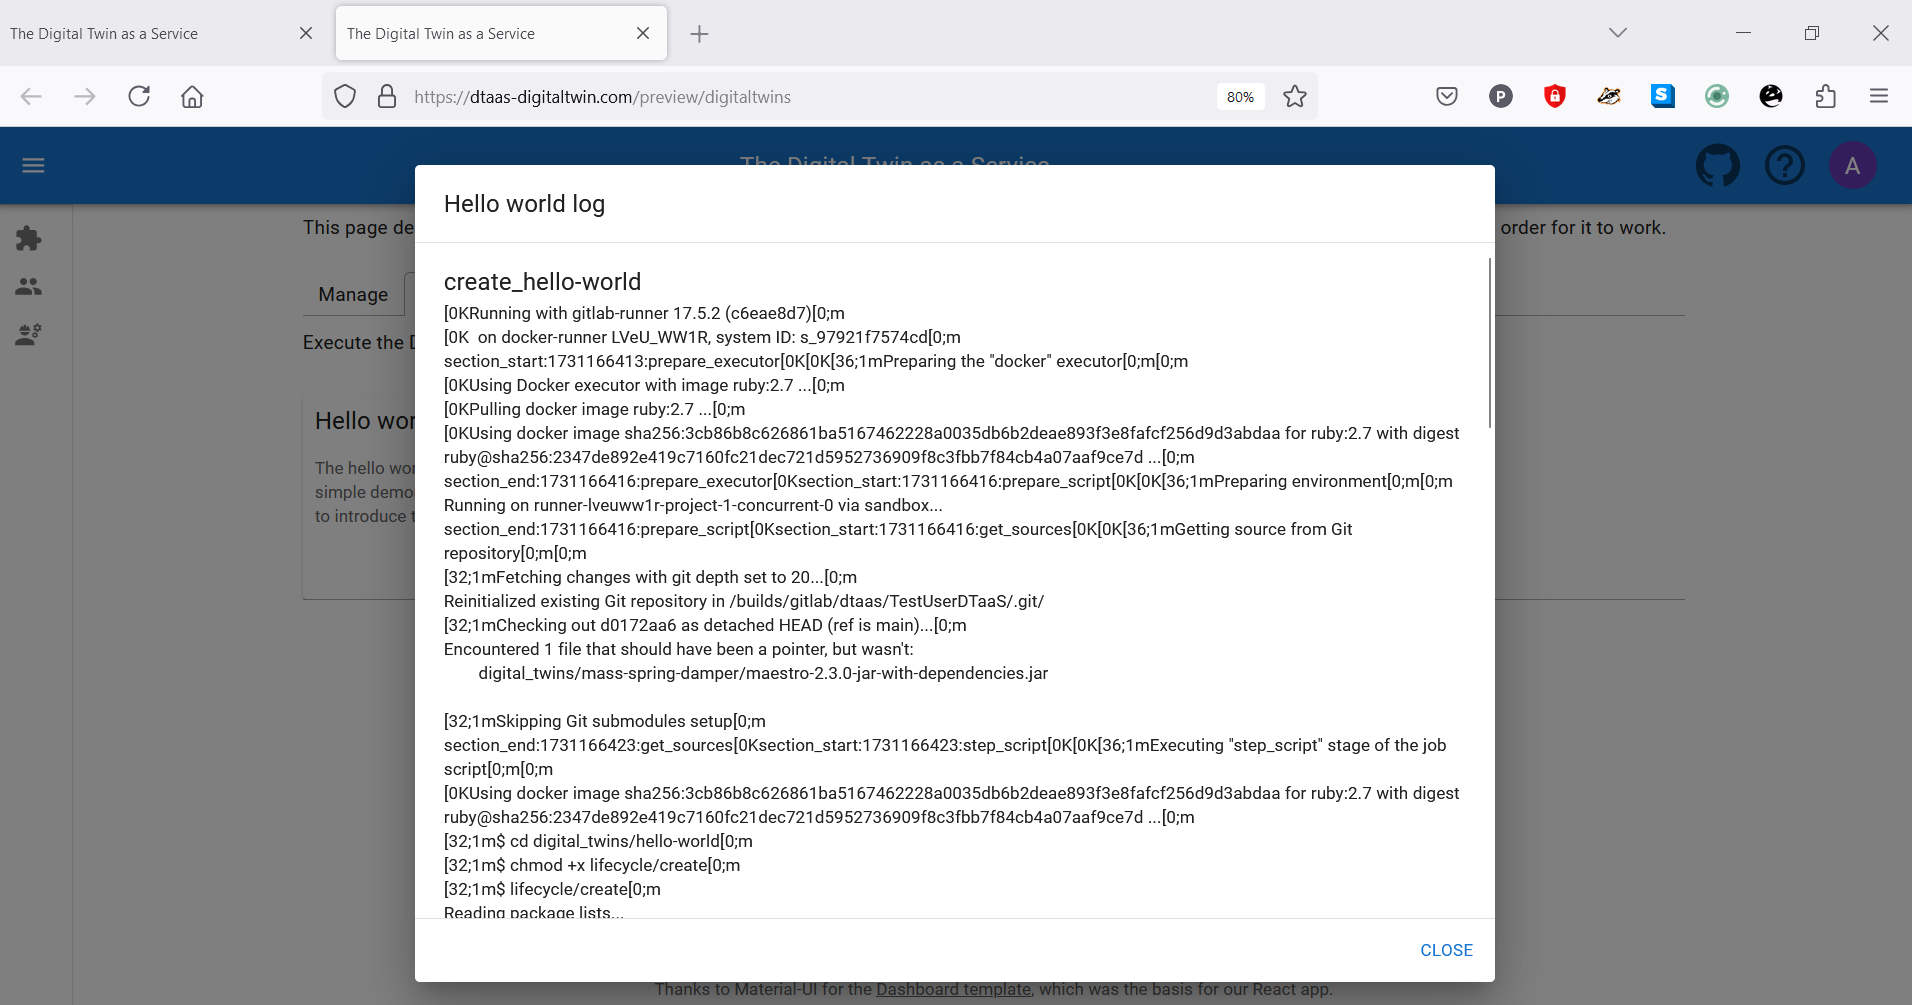 The Digital Twin as a Service
The Digital Twin as a Service
https://dtaas-digitaltwin.com/preview/digitaltwins
80%
P
S
The Digital Twin as a Service
A
This page de
order for it to work.
Manage
Execute the D
Hello wor
The hello wor
simple demo
to introduce t
Hello world log
create_hello-world
[0KRunning with gitlab-runner 17.5.2 (c6eae8d7)[0;m
[0K  on docker-runner LVeU_WW1R, system ID: s_97921f7574cd[0;m
section_start:1731166413:prepare_executor[0K[0K[36;1mPreparing the "docker" executor[0;m[0;m
[0KUsing Docker executor with image ruby:2.7 ...[0;m
[0KPulling docker image ruby:2.7 ...[0;m
[0KUsing docker image sha256:3cb86b8c626861ba5167462228a0035db6b2deae893f3e8fafcf256d9d3abdaa for ruby:2.7 with digest
ruby@sha256:2347de892e419c7160fc21dec721d5952736909f8c3fbb7f84cb4a07aaf9ce7d ...[0;m
section_end:1731166416:prepare_executor[0Ksection_start:1731166416:prepare_script[0K[0K[36;1mPreparing environment[0;m[0;m
Running on runner-lveuww1r-project-1-concurrent-0 via sandbox...
section_end:1731166416:prepare_script[0Ksection_start:1731166416:get_sources[0K[0K[36;1mGetting source from Git
repository[0;m[0;m
[32;1mFetching changes with git depth set to 20...[0;m
Reinitialized existing Git repository in /builds/gitlab/dtaas/TestUserDTaaS/.git/
[32;1mChecking out d0172aa6 as detached HEAD (ref is main)...[0;m
Encountered 1 file that should have been a pointer, but wasn't:
digital_twins/mass-spring-damper/maestro-2.3.0-jar-with-dependencies.jar
[32;1mSkipping Git submodules setup[0;m
section_end:1731166423:get_sources[0Ksection_start:1731166423:step_script[0K[0K[36;1mExecuting "step_script" stage of the job
script[0;m[0;m
[0KUsing docker image sha256:3cb86b8c626861ba5167462228a0035db6b2deae893f3e8fafcf256d9d3abdaa for ruby:2.7 with digest
ruby@sha256:2347de892e419c7160fc21dec721d5952736909f8c3fbb7f84cb4a07aaf9ce7d ...[0;m
[32;1m$ cd digital_twins/hello-world[0;m
[32;1m$ chmod +x lifecycle/create[0;m
[32;1m$ lifecycle/create[0;m
Reading package lists...
CLOSE
Thanks to Material-UI for the Dashboard template, which was the basis for our React app.